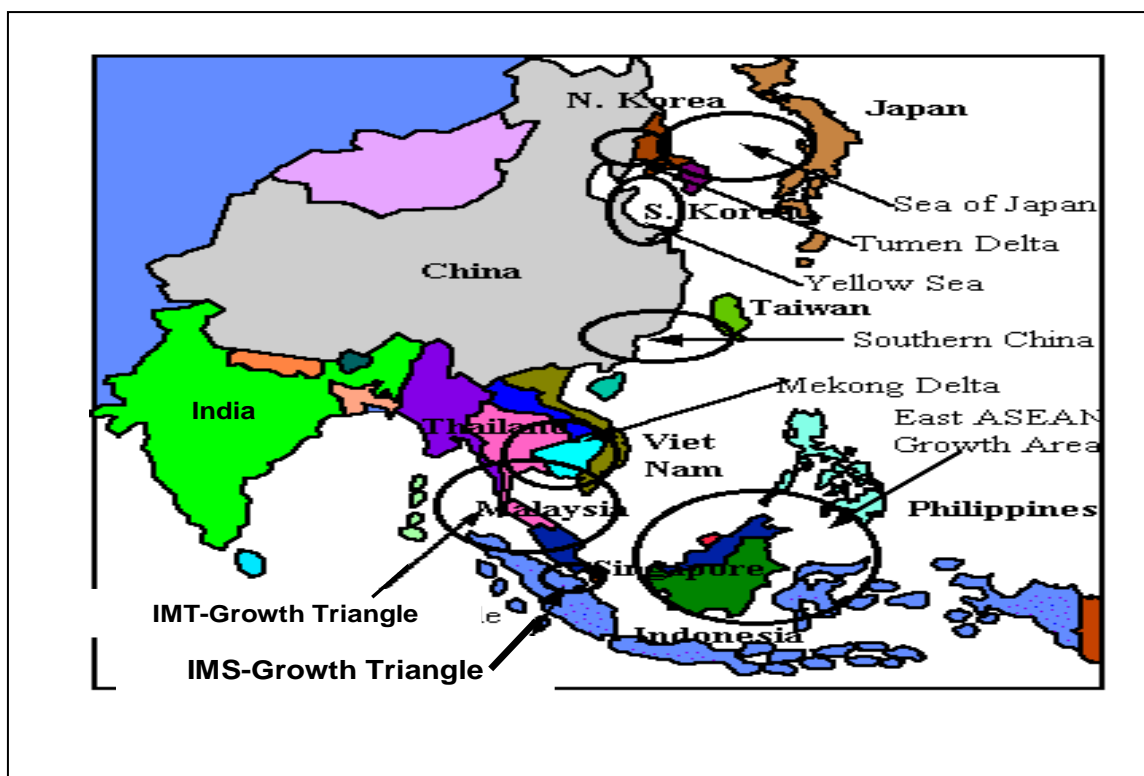 N. Korea
Japan
Sea of Japan
S. Korea
Tumen Delta
China
Yellow Sea
Taiwan
Southern China
Mekong Delta
India
East ASEAN
Growth Area
Thailand
Viet
Nam
Malaysia
Philippines
Singapore
IMT-Growth Triangle
Indonesia
IMS-Growth Triangle